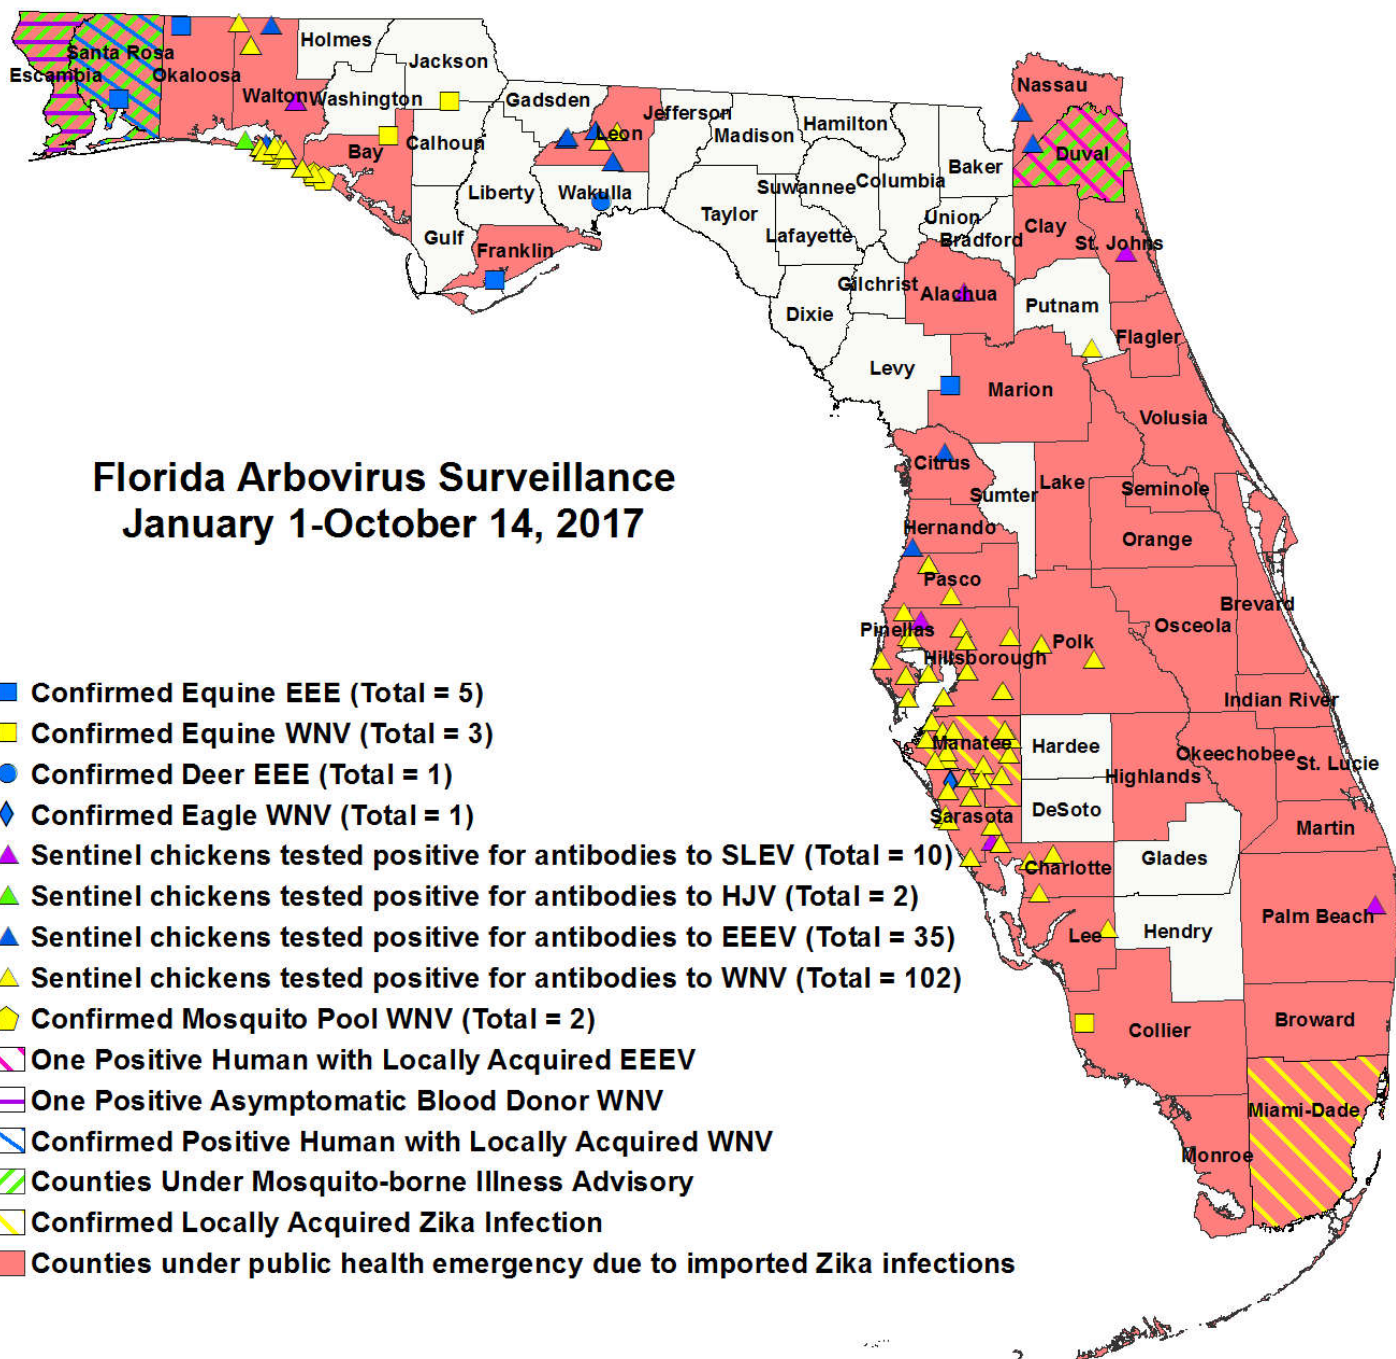 Holmes
Jackson
Santa Rosa
Escambia
Okaloosa
Walton
Washington
Gadsden
Jefferson
Leon
Madison
Hamilton
Nassau
Bay
Calhoun
Duval
Baker
Liberty
Wakulla
Suwannee
Columbia
Taylor
Union
Lafayette
Bradford
Clay
St. Johns
Gulf
Franklin
Gilchrist
Alachua
Putnam
Dixie
Flagler
Levy
Marion
Volusia
Florida Arbovirus Surveillance
January 1-October 14, 2017
Citrus
Sumter
Lake
Seminole
Hernando
Orange
Pasco
Brevard
Pinellas
Osceola
Polk
Hillsborough
Indian River
Manatee
Hardee
Okeechobee
St. Lucie
Highlands
Sarasota
DeSoto
Martin
Glades
Charlotte
Palm Beach
Lee
Hendry
Broward
Collier
Miami-Dade
Monroe
Confirmed Equine EEE (Total = 5)
Confirmed Equine WNV (Total = 3)
Confirmed Deer EEE (Total = 1)
Confirmed Eagle WNV (Total = 1)
Sentinel chickens tested positive for antibodies to SLEV (Total = 10)
Sentinel chickens tested positive for antibodies to HJV (Total = 2)
Sentinel chickens tested positive for antibodies to EEEV (Total = 35)
Sentinel chickens tested positive for antibodies to WNV (Total = 102)
Confirmed Mosquito Pool WNV (Total = 2)
One Positive Human with Locally Acquired EEEV
One Positive Asymptomatic Blood Donor WNV
Confirmed Positive Human with Locally Acquired WNV
Counties Under Mosquito-borne Illness Advisory
Confirmed Locally Acquired Zika Infection
Counties under public health emergency due to imported Zika infections